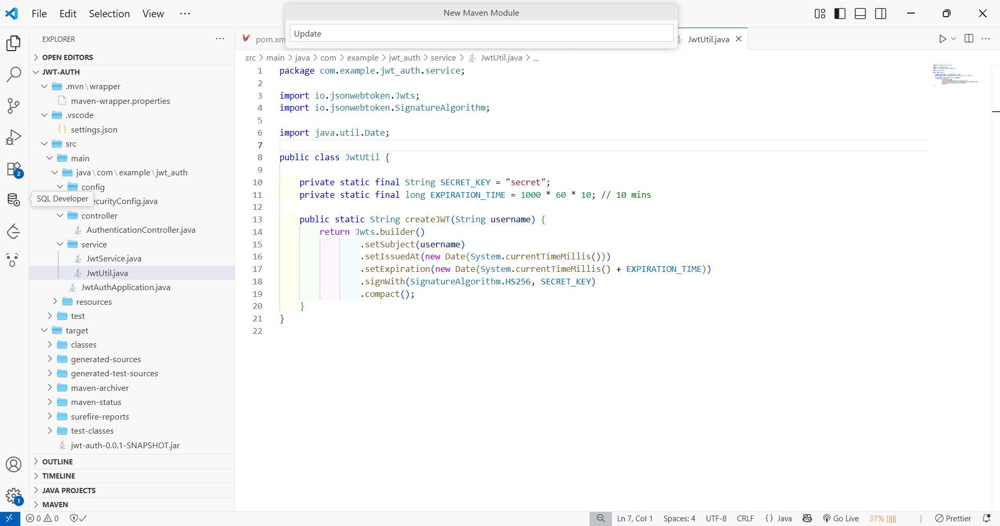 File Edit Selection View ...
New Maven Module
Update
EXPLORER
OPEN EDITORS
JWT-AUTH
.mvn \ wrapper
maven-wrapper.properties
.vscode
{} settings.json
src
main
java \ com \ example \ jwt_auth
config
SQL Developer
ecurityConfig.java
controller
AuthenticationController.java
service
JwtService.java
JwtUtil.java
JwtAuthApplication.java
resources
test
target
classes
generated-sources
generated-test-sources
maven-archiver
maven-status
surefire-reports
test-classes
jwt-auth-0.0.1-SNAPSHOT.jar
OUTLINE
TIMELINE
JAVA PROJECTS
MAVEN
2
1
pom.xm
JwtUtil.java
src > main > java > com > example > jwt_auth > service > JwtUtil.java > ...
1 package com.example.jwt_auth.service;
2
3 import io.jsonwebtoken.Jwts;
4 import io.jsonwebtoken.SignatureAlgorithm;
5
6 import java.util.Date;
7
8 public class JwtUtil {
9
10 private static final String SECRET_KEY = "secret";
11 private static final long EXPIRATION_TIME = 1000 * 60 * 10; // 10 mins
12
13 public static String createJWT(String username) {
14 return Jwts.builder()
15 .setSubject(username)
16 .setIssuedAt(new Date(System.currentTimeMillis()))
17 .setExpiration(new Date(System.currentTimeMillis() + EXPIRATION_TIME))
18 .signWith(SignatureAlgorithm.HS256, SECRET_KEY)
19 .compact();
20 }
21 }
22
0 0 Ln 7, Col 1 Spaces: 4 UTF-8 CRLF {} Java Go Live 37% [|||| ] Prettier